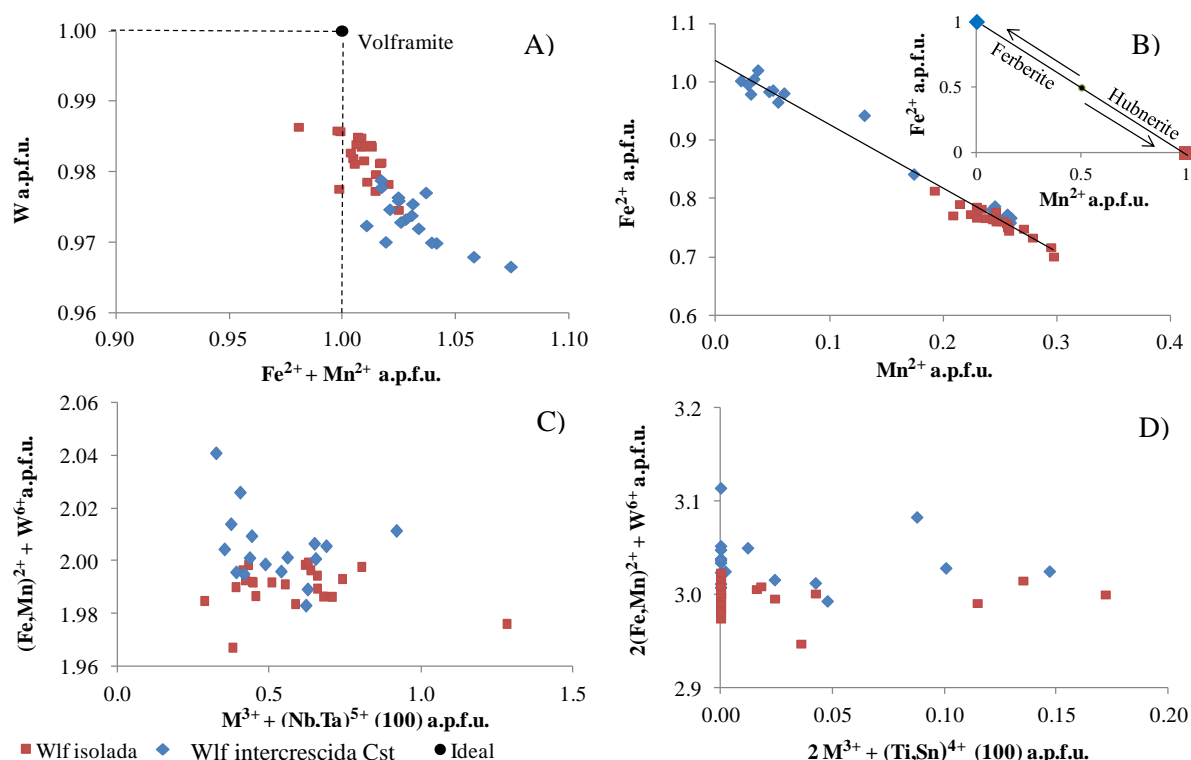 A)
1.00
0.99
0.98
0.97
0.96
W a.p.f.u.
Volframite
0.90
0.95
1.00
1.05
1.10
Fe²⁺ + Mn²⁺ a.p.f.u.
B)
1.1
1.0
0.9
0.8
0.7
0.6
Fe²⁺ a.p.f.u.
1
0.5
0
Fe²⁺ a.p.f.u.
Ferberite
Hubnerite
0
0.5
1
Mn²⁺ a.p.f.u.
0.0
0.1
0.2
0.3
0.4
Mn²⁺ a.p.f.u.
C)
2.06
2.04
2.02
2.00
1.98
1.96
(Fe,Mn)²⁺ + W⁶⁺a.p.f.u.
0.0
0.5
1.0
1.5
M³⁺ + (Nb.Ta)⁵⁺ (100) a.p.f.u.
D)
3.2
3.1
3.0
2.9
2(Fe,Mn)²⁺ + W⁶⁺ a.p.f.u.
0.00
0.05
0.10
0.15
0.20
2 M³⁺ + (Ti,Sn)⁴⁺ (100) a.p.f.u.
Wlf isolada
Wlf intercrescida Cst
Ideal